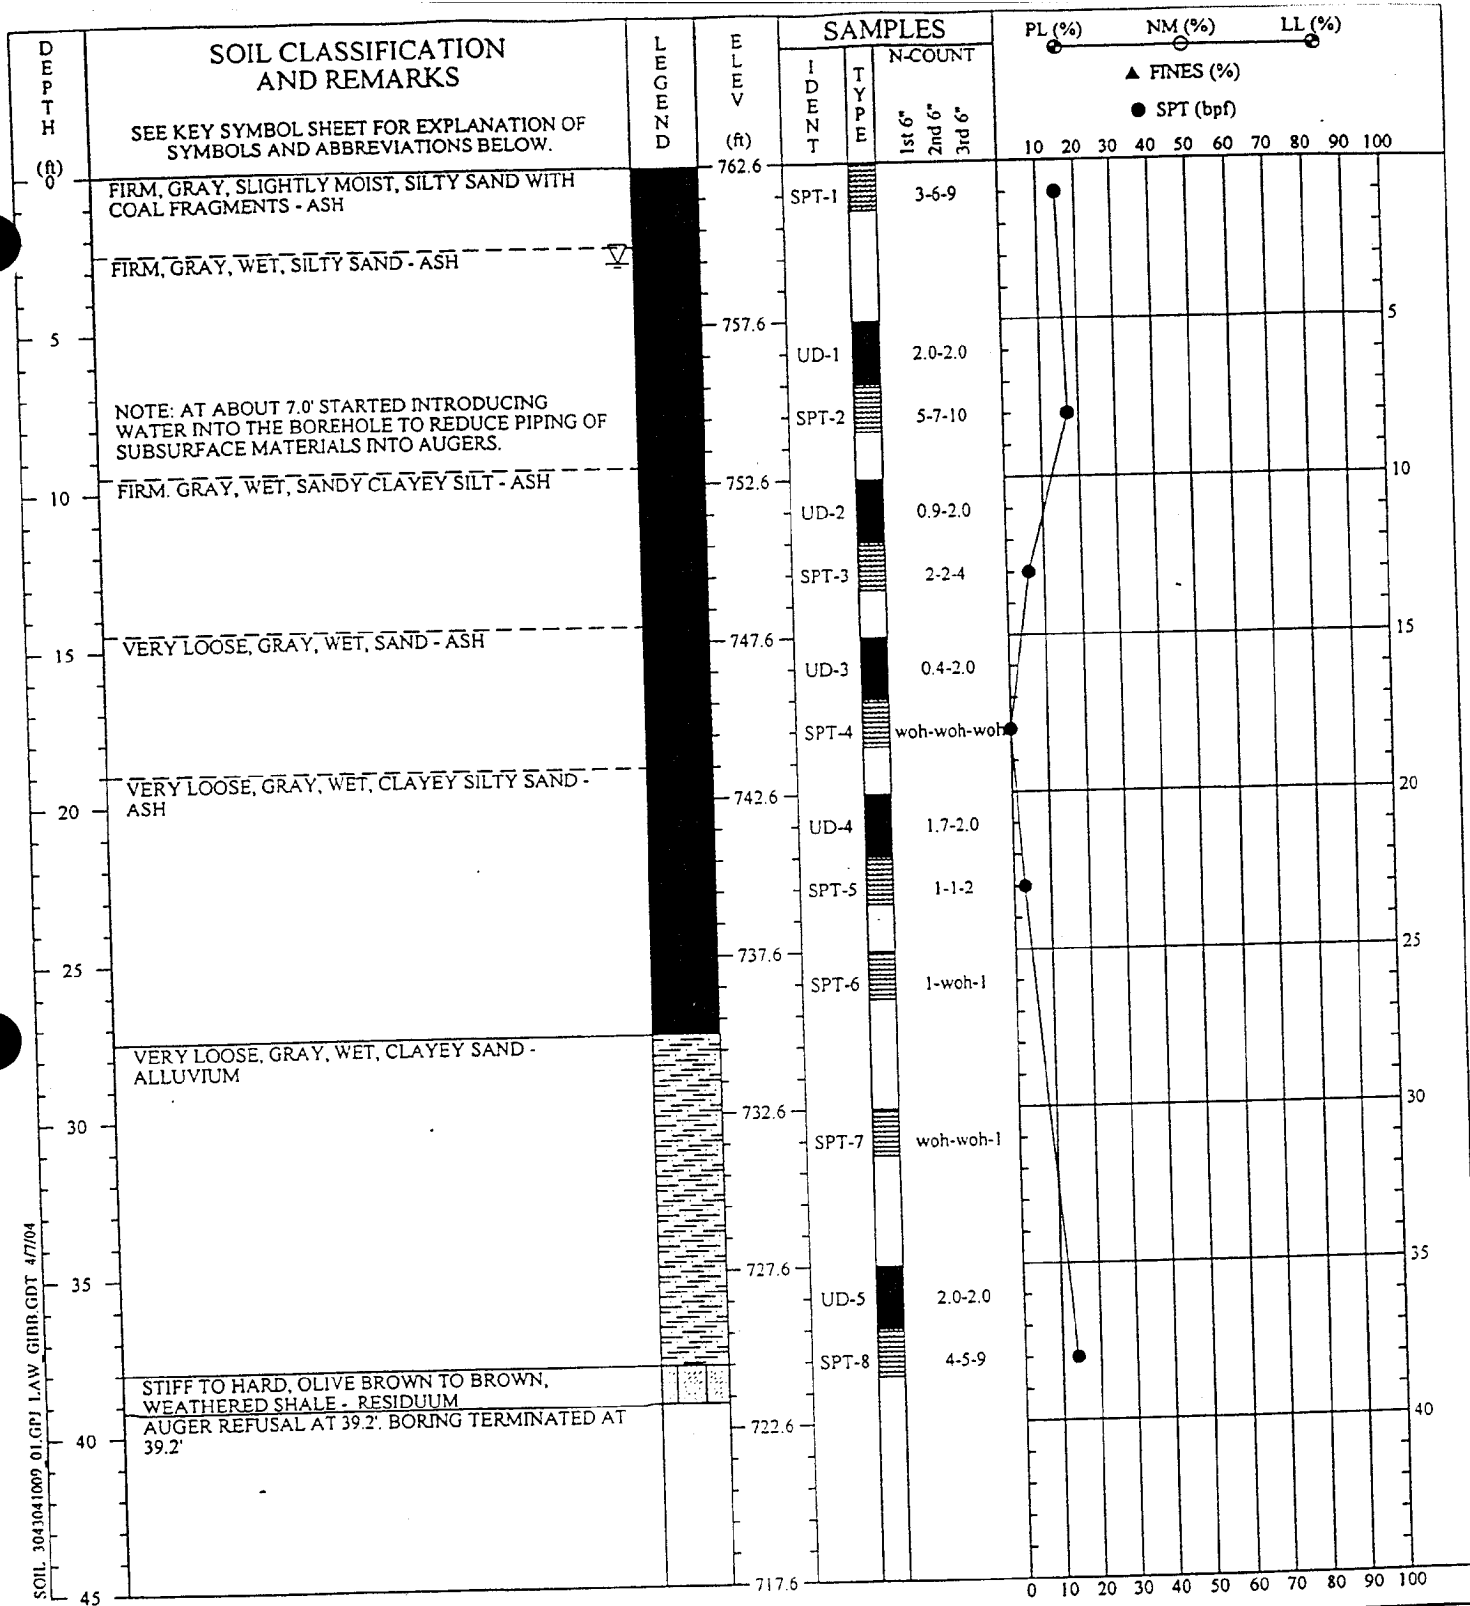 DEPTH
(ft)
SOIL CLASSIFICATION
AND REMARKS
SEE KEY SYMBOL SHEET FOR EXPLANATION OF
SYMBOLS AND ABBREVIATIONS BELOW.
LEGEND
ELEV
(ft)
SAMPLES
IDENT
TYPE
N-COUNT
1st 6"
2nd 6"
3rd 6"
PL (%) NM (%) LL (%)
▲ FINES (%)
● SPT (bpf)
10 20 30 40 50 60 70 80 90 100
0
FIRM, GRAY, SLIGHTLY MOIST, SILTY SAND WITH
COAL FRAGMENTS - ASH
762.6
SPT-1 3-6-9
FIRM, GRAY, WET, SILTY SAND - ASH
5
757.6
5
UD-1 2.0-2.0
NOTE: AT ABOUT 7.0' STARTED INTRODUCING
WATER INTO THE BOREHOLE TO REDUCE PIPING OF
SUBSURFACE MATERIALS INTO AUGERS.
SPT-2 5-7-10
FIRM. GRAY, WET, SANDY CLAYEY SILT - ASH
10
752.6
10
UD-2 0.9-2.0
SPT-3 2-2-4
VERY LOOSE, GRAY, WET, SAND - ASH
15
747.6
15
UD-3 0.4-2.0
SPT-4 woh-woh-woh
VERY LOOSE, GRAY, WET, CLAYEY SILTY SAND -
ASH
20
742.6
20
UD-4 1.7-2.0
SPT-5 1-1-2
25
737.6
25
SPT-6 1-woh-1
VERY LOOSE, GRAY, WET, CLAYEY SAND -
ALLUVIUM
30
732.6
30
SPT-7 woh-woh-1
35
727.6
35
UD-5 2.0-2.0
SPT-8 4-5-9
STIFF TO HARD, OLIVE BROWN TO BROWN,
WEATHERED SHALE - RESIDUUM
AUGER REFUSAL AT 39.2'. BORING TERMINATED AT
39.2'
40
722.6
40
45
717.6
0 10 20 30 40 50 60 70 80 90 100
SOIL 3043041009_01.GPJ LAW_GIBB.GDT 4/7/04